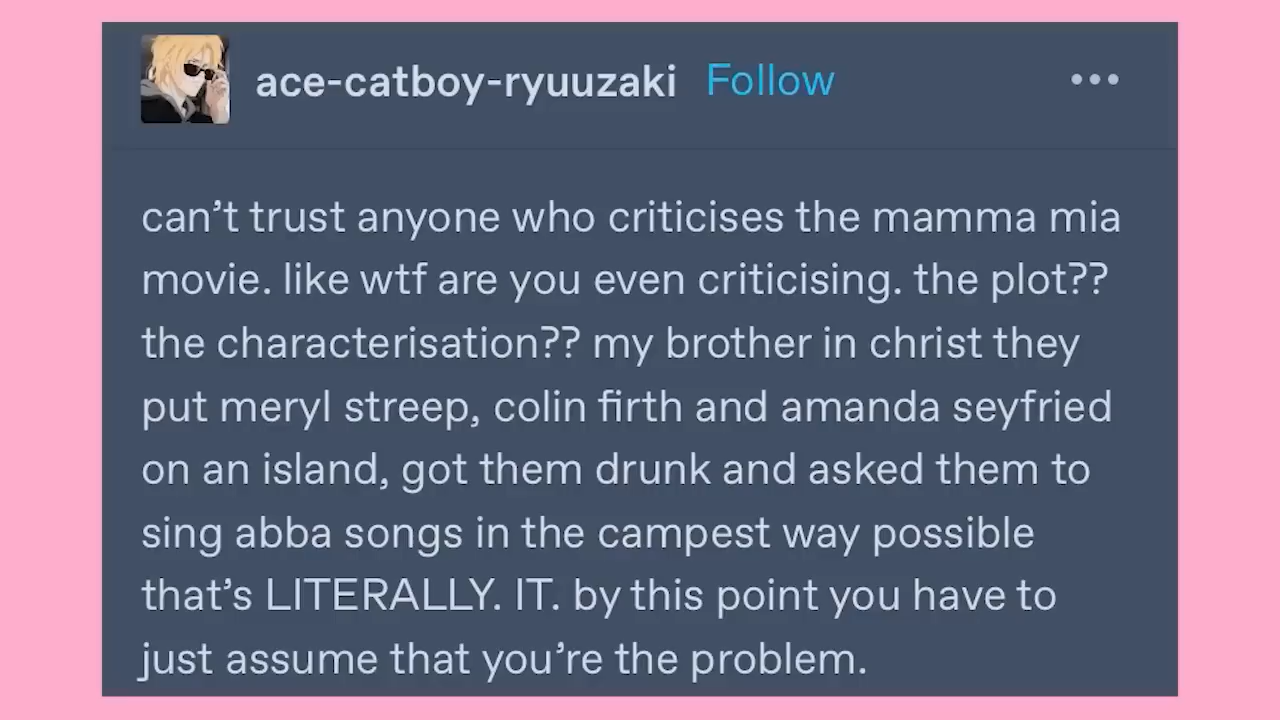 ace-catboy-ryuuzaki Follow
can’t trust anyone who criticises the mamma mia
movie. like wtf are you even criticising. the plot??
the characterisation?? my brother in christ they
put meryl streep, colin firth and amanda seyfried
on an island, got them drunk and asked them to
sing abba songs in the campest way possible
that’s LITERALLY. IT. by this point you have to
just assume that you’re the problem.